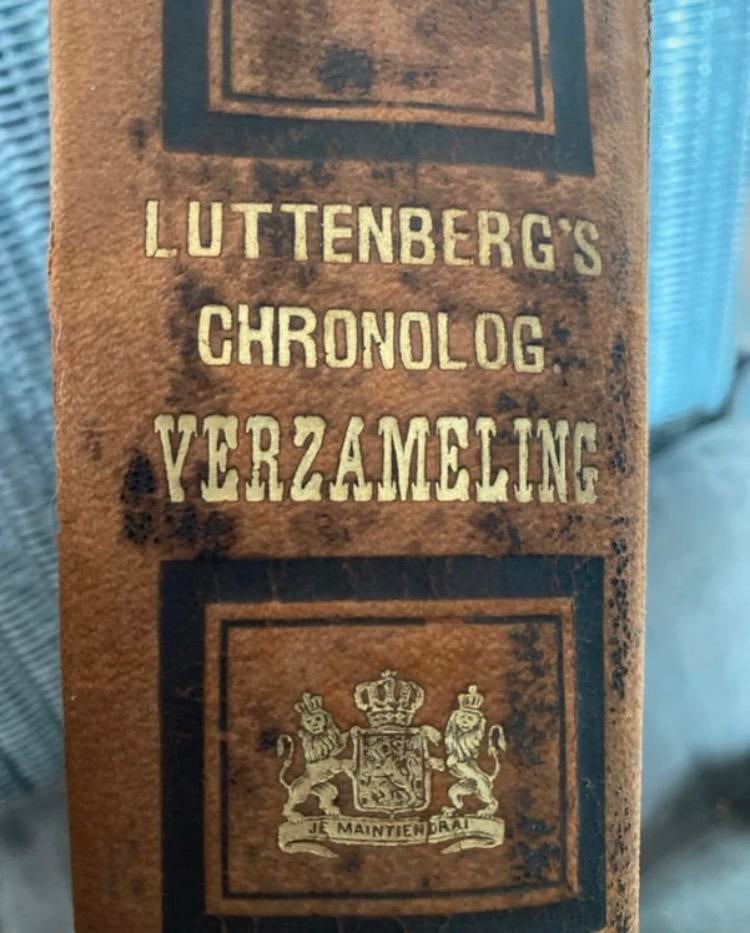 LUTTENBERG'S
CHRONOLOG.
VERZAMELING
JE MAINTIENDRAI